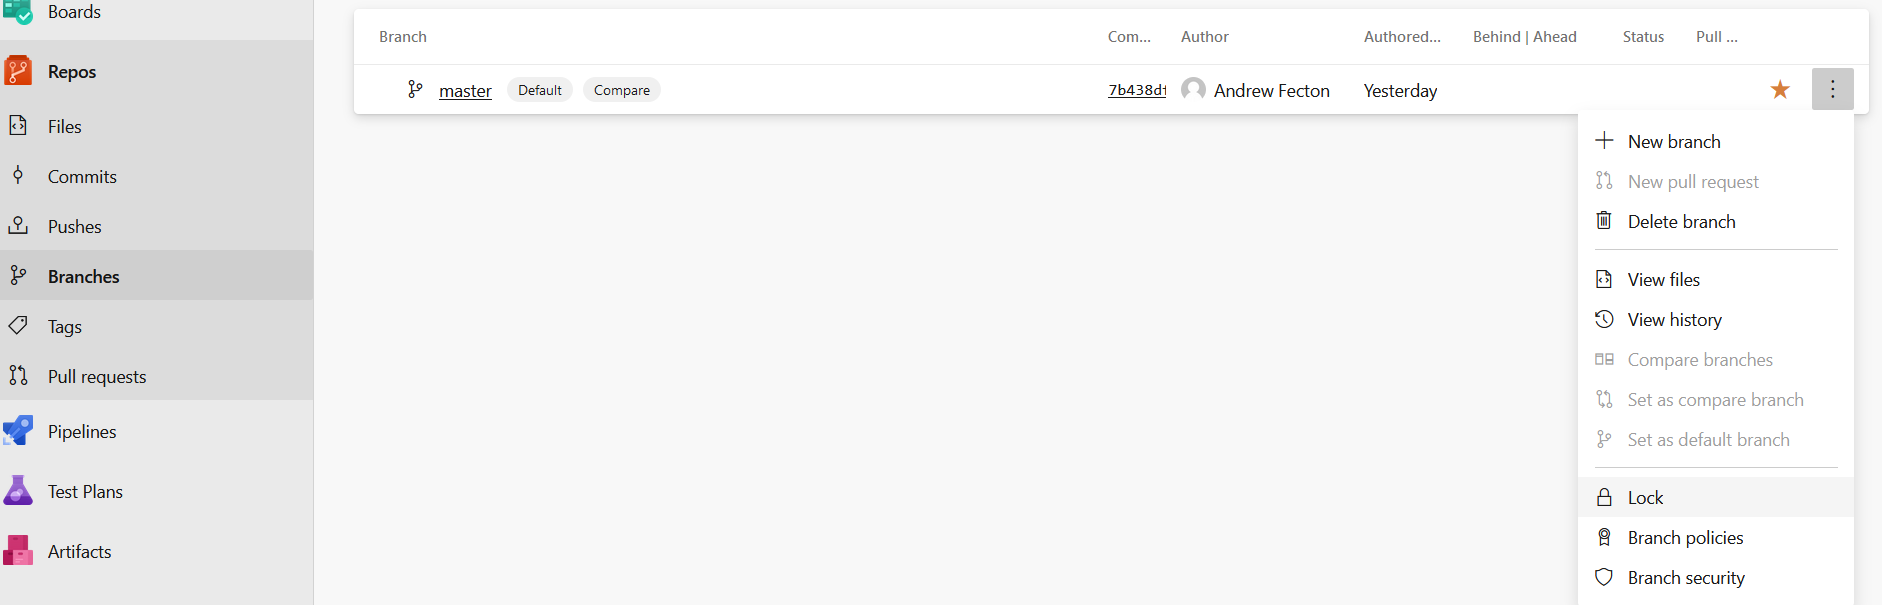 Boards
Repos
Files
Commits
Pushes
Branches
Tags
Pull requests
Pipelines
Test Plans
Artifacts
Branch Com... Author Authored... Behind | Ahead Status Pull ...
master Default Compare 7b438df Andrew Fecton Yesterday
New branch
New pull request
Delete branch
View files
View history
Compare branches
Set as compare branch
Set as default branch
Lock
Branch policies
Branch security